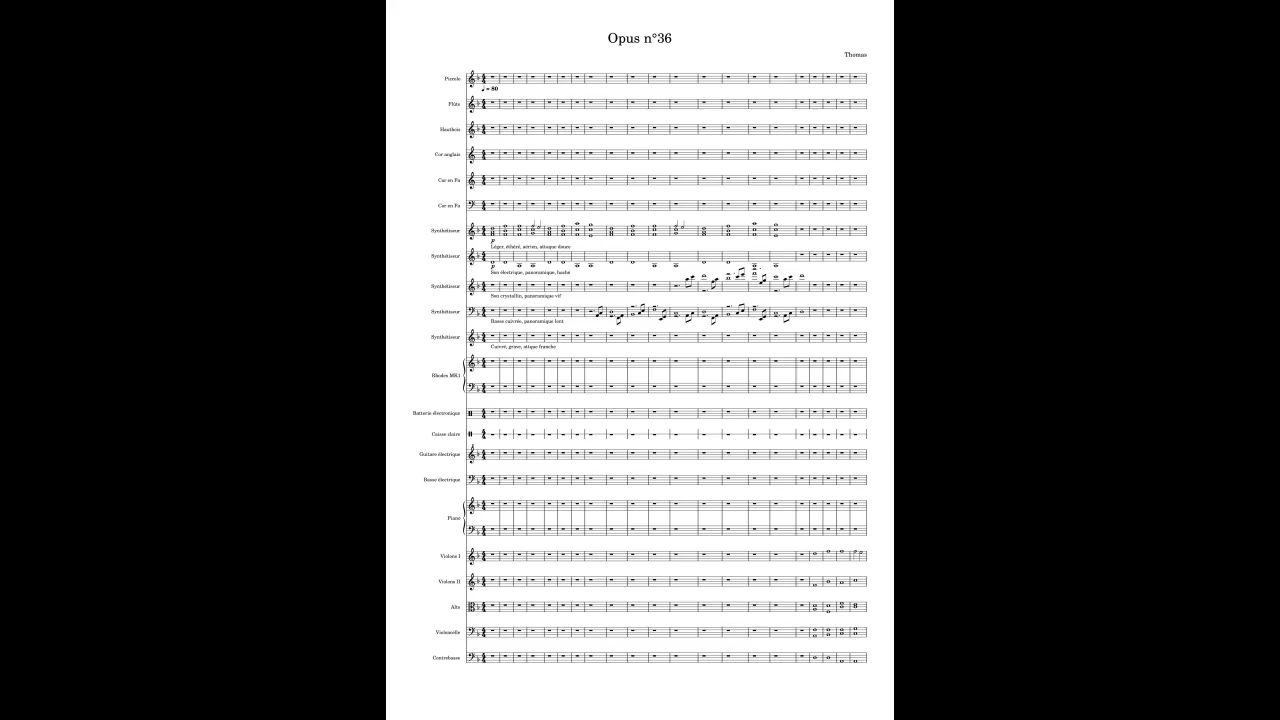 Opus n°36
Thomas
Piccolo
♩ = 80
Flûte
Hautbois
Cor anglais
Cor en Fa
Cor en Fa
Synthétiseur
p
Léger, éthéré, aérien, attaque douce
Synthétiseur
p
Son électrique, panoramique, haché
Synthétiseur
Son crystallin, panoramique vif
Synthétiseur
Basse cuivrée, panoramique lent
Synthétiseur
Cuivré, grave, attque franche
Rhodes MK1
Batterie électronique
Caisse claire
Guitare électrique
Basse électrique
Piano
Violons I
Violons II
Alto
Violoncelle
Contrebasse